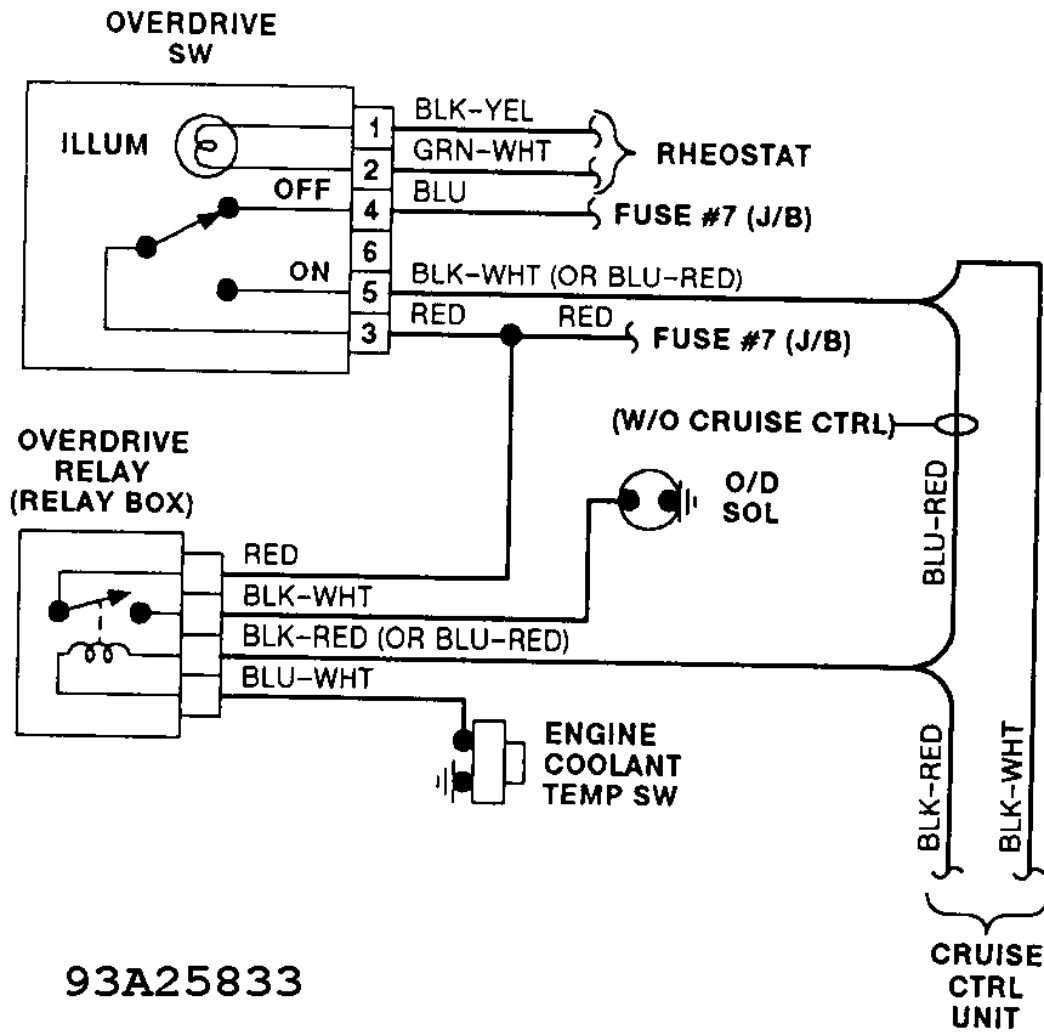 OVERDRIVE
SW
ILLUM
OFF
ON
1
2
4
6
5
3
BLK-YEL
GRN-WHT
BLU
BLK-WHT (OR BLU-RED)
RED
RED
RHEOSTAT
FUSE #7 (J/B)
FUSE #7 (J/B)
(W/O CRUISE CTRL)
OVERDRIVE
RELAY
(RELAY BOX)
O/D
SOL
RED
BLK-WHT
BLK-RED (OR BLU-RED)
BLU-WHT
ENGINE
COOLANT
TEMP SW
BLU-RED
BLK-RED
BLK-WHT
CRUISE
CTRL
UNIT
93A25833